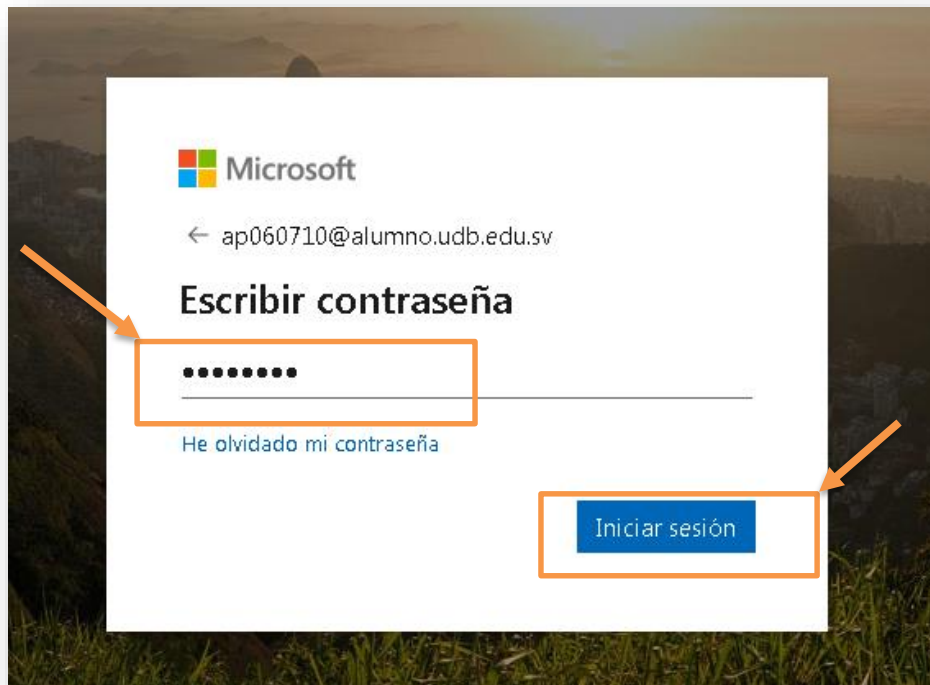 Microsoft
← ap060710@alumno.udb.edu.sv
Escribir contraseña
••••••••
He olvidado mi contraseña
Iniciar sesión